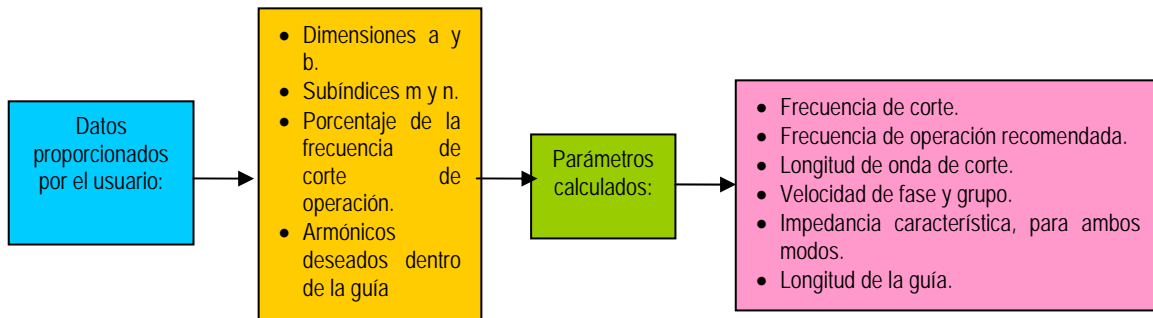 Datos
proporcionados
por el usuario:
• Dimensiones a y
b.
• Subíndices m y n.
• Porcentaje de la
frecuencia de
corte de
operación.
• Armónicos
deseados dentro
de la guía
Parámetros
calculados:
• Frecuencia de corte.
• Frecuencia de operación recomendada.
• Longitud de onda de corte.
• Velocidad de fase y grupo.
• Impedancia característica, para ambos
modos.
• Longitud de la guía.